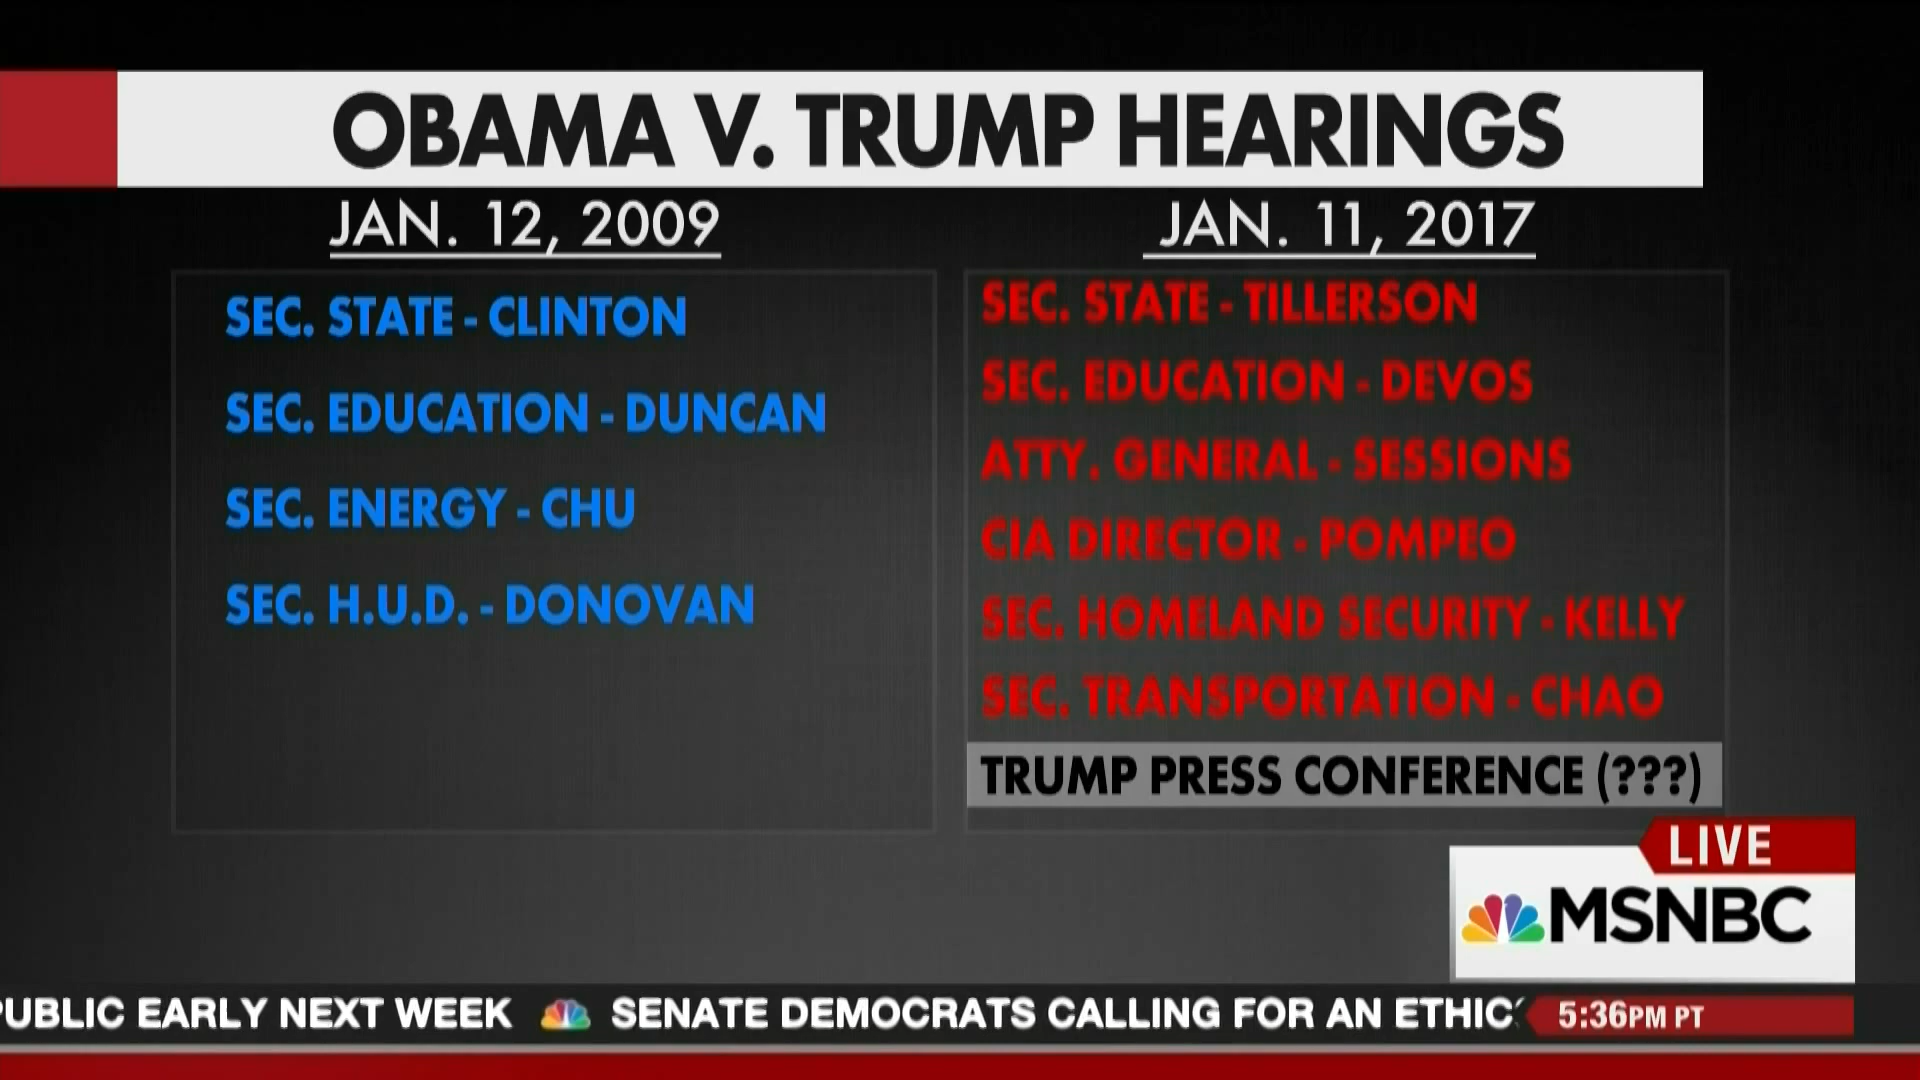 OBAMA V. TRUMP HEARINGS
JAN. 12, 2009
SEC. STATE - CLINTON
SEC. EDUCATION - DUNCAN
SEC. ENERGY - CHU
SEC. H.U.D. - DONOVAN
JAN. 11, 2017
SEC. STATE - TILLERSON
SEC. EDUCATION - DEVOS
ATTY. GENERAL - SESSIONS
CIA DIRECTOR - POMPEO
SEC. HOMELAND SECURITY - KELLY
SEC. TRANSPORTATION - CHAO
TRUMP PRESS CONFERENCE (???)
LIVE
MSNBC
PUBLIC EARLY NEXT WEEK SENATE DEMOCRATS CALLING FOR AN ETHIC 5:36PM PT